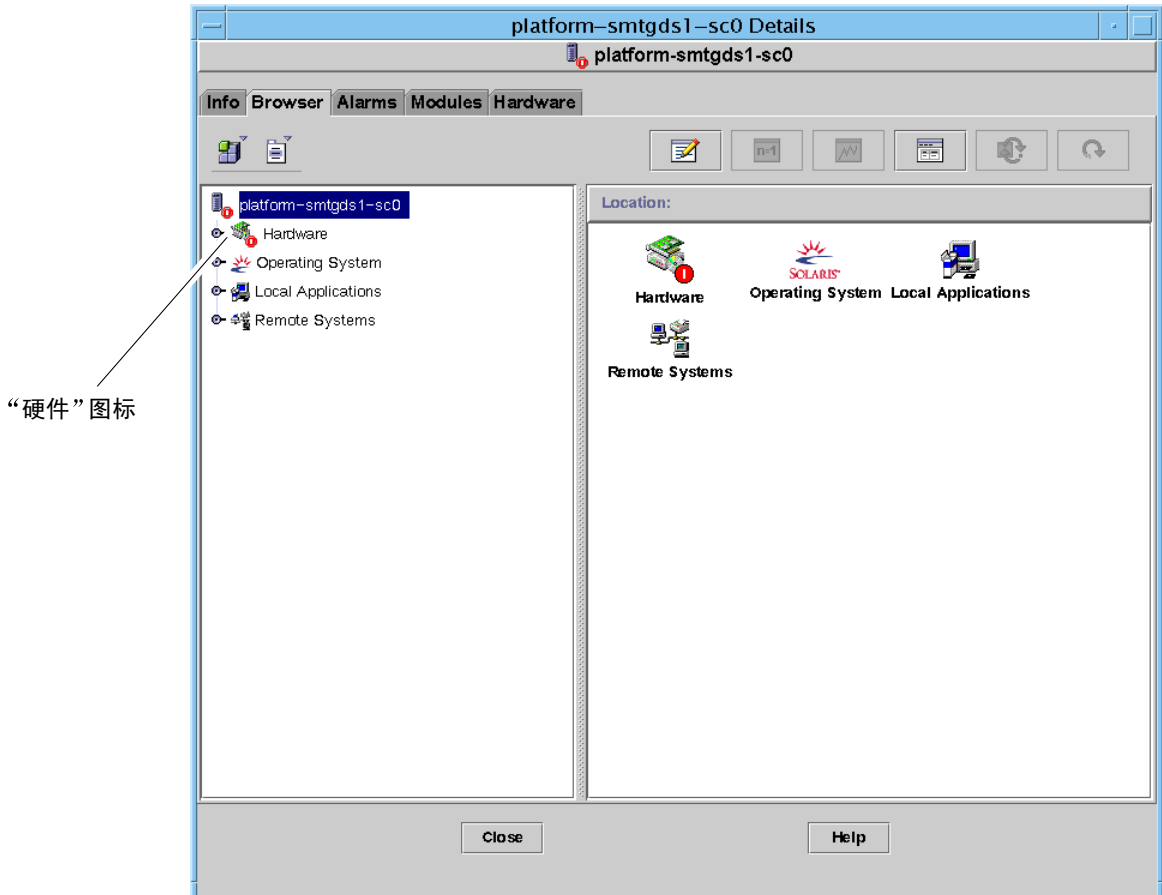 platform-smtgds1-sc0 Details
platform-smtgds1-sc0
Info Browser Alarms Modules Hardware
n=1
platform-smtgds1-sc0
Hardware
Operating System
Local Applications
Remote Systems
“硬件”图标
Location:
Hardware
SOLARIS
Operating System
Local Applications
Remote Systems
Close
Help